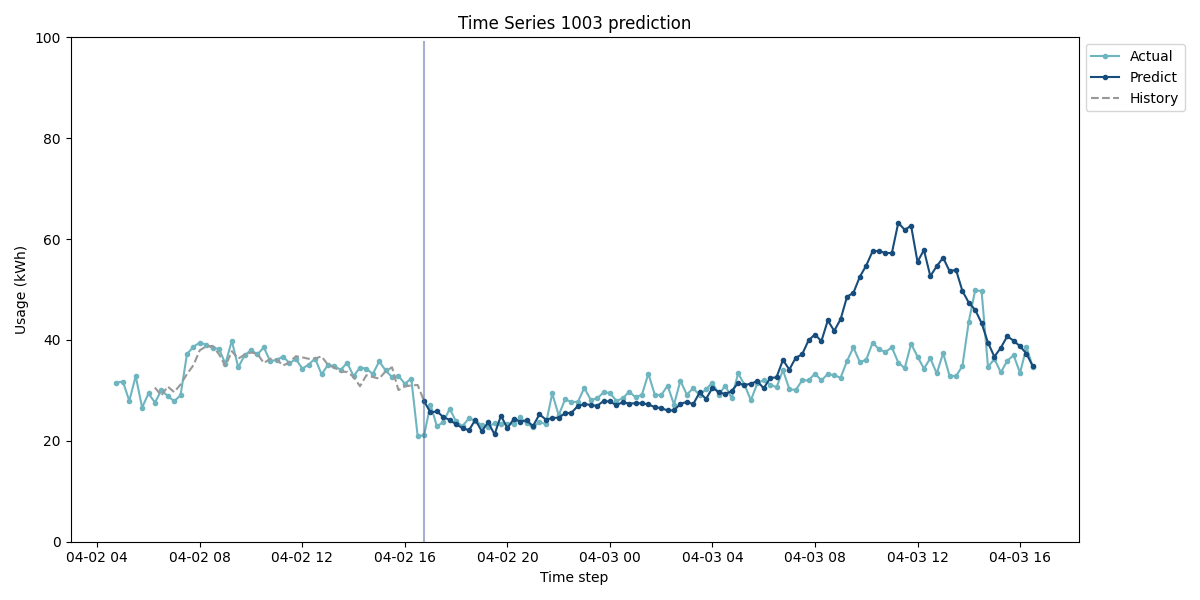 Time Series 1003 prediction
Actual
Predict
History
Usage (kWh)
100
80
60
40
20
0
04-02 04
04-02 08
04-02 12
04-02 16
04-02 20
04-03 00
04-03 04
04-03 08
04-03 12
04-03 16
Time step